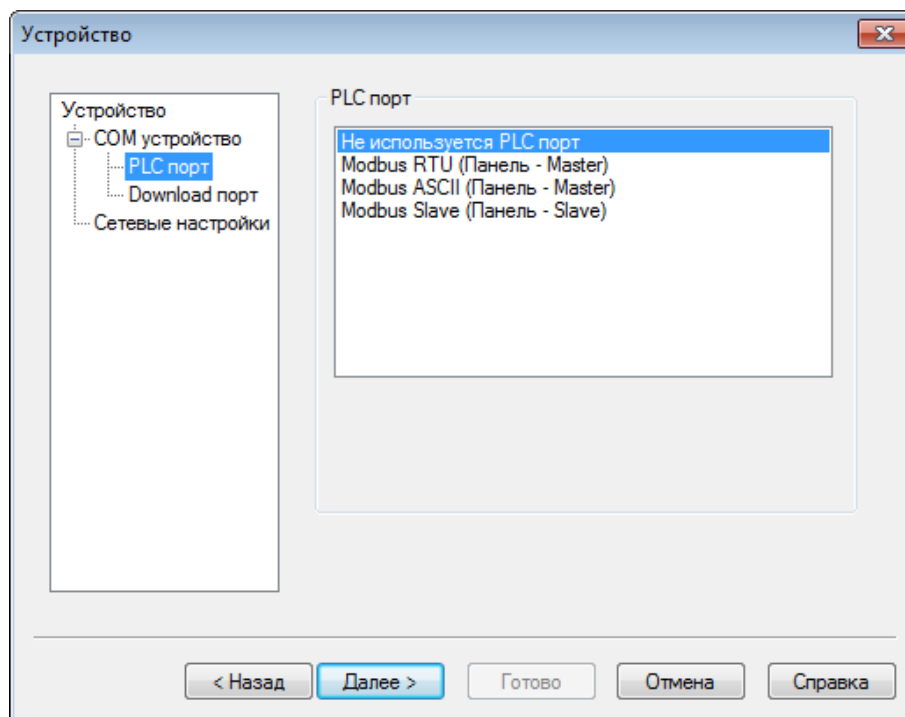 Устройство
Устройство
COM устройство
PLC порт
Download порт
Сетевые настройки
PLC порт
Не используется PLC порт
Modbus RTU (Панель - Master)
Modbus ASCII (Панель - Master)
Modbus Slave (Панель - Slave)
< Назад
Далее >
Готово
Отмена
Справка